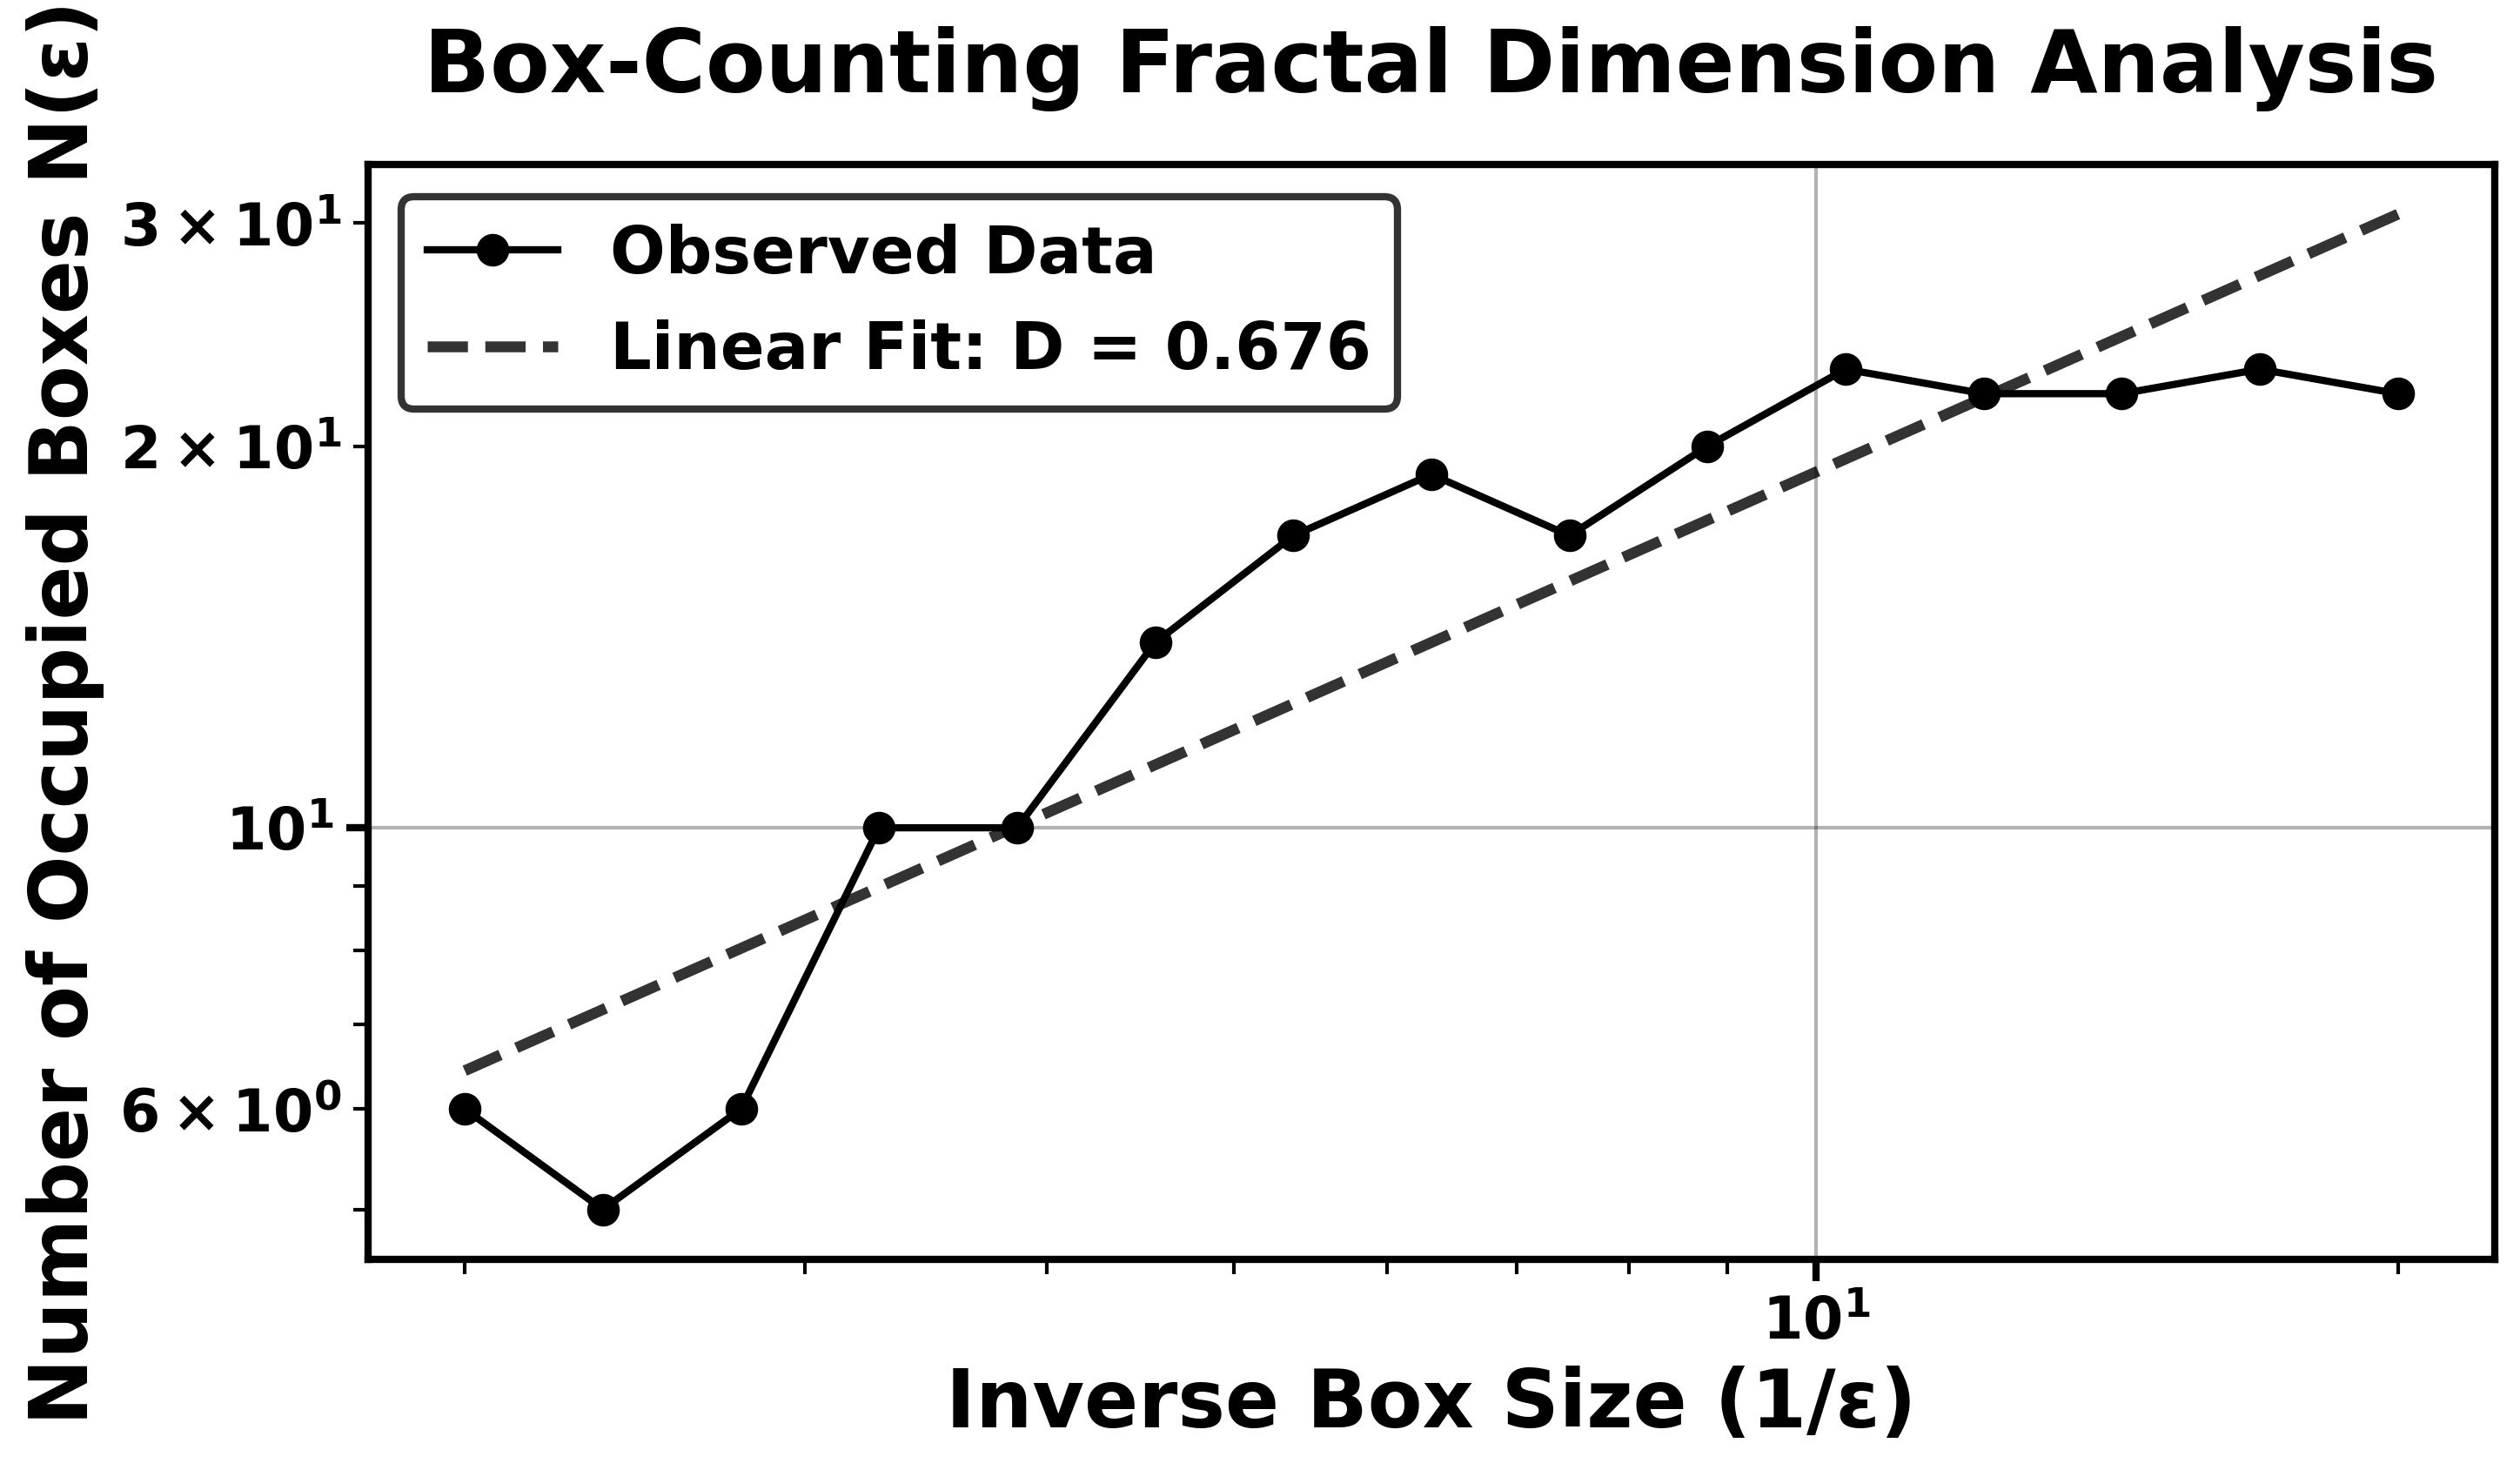 Box-Counting Fractal Dimension Analysis
Number of Occupied Boxes N(ε)
3 × 10¹
2 × 10¹
10¹
6 × 10⁰
Observed Data
Linear Fit: D = 0.676
10¹
Inverse Box Size (1/ε)